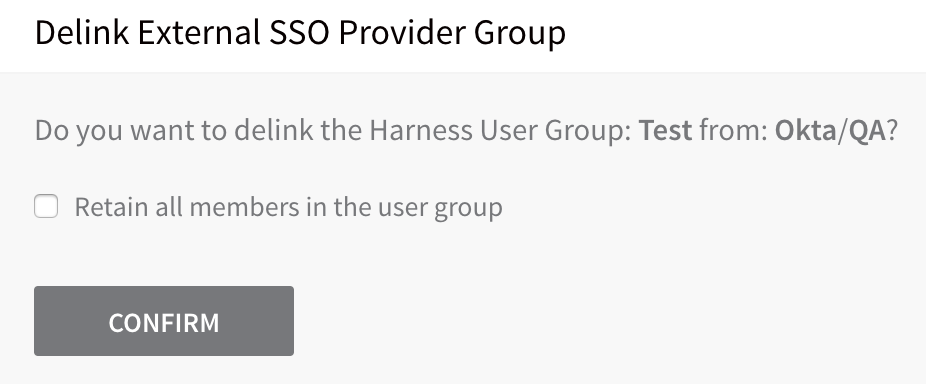 Delink External SSO Provider Group
Do you want to delink the Harness User Group: Test from: Okta/QA?
Retain all members in the user group
CONFIRM